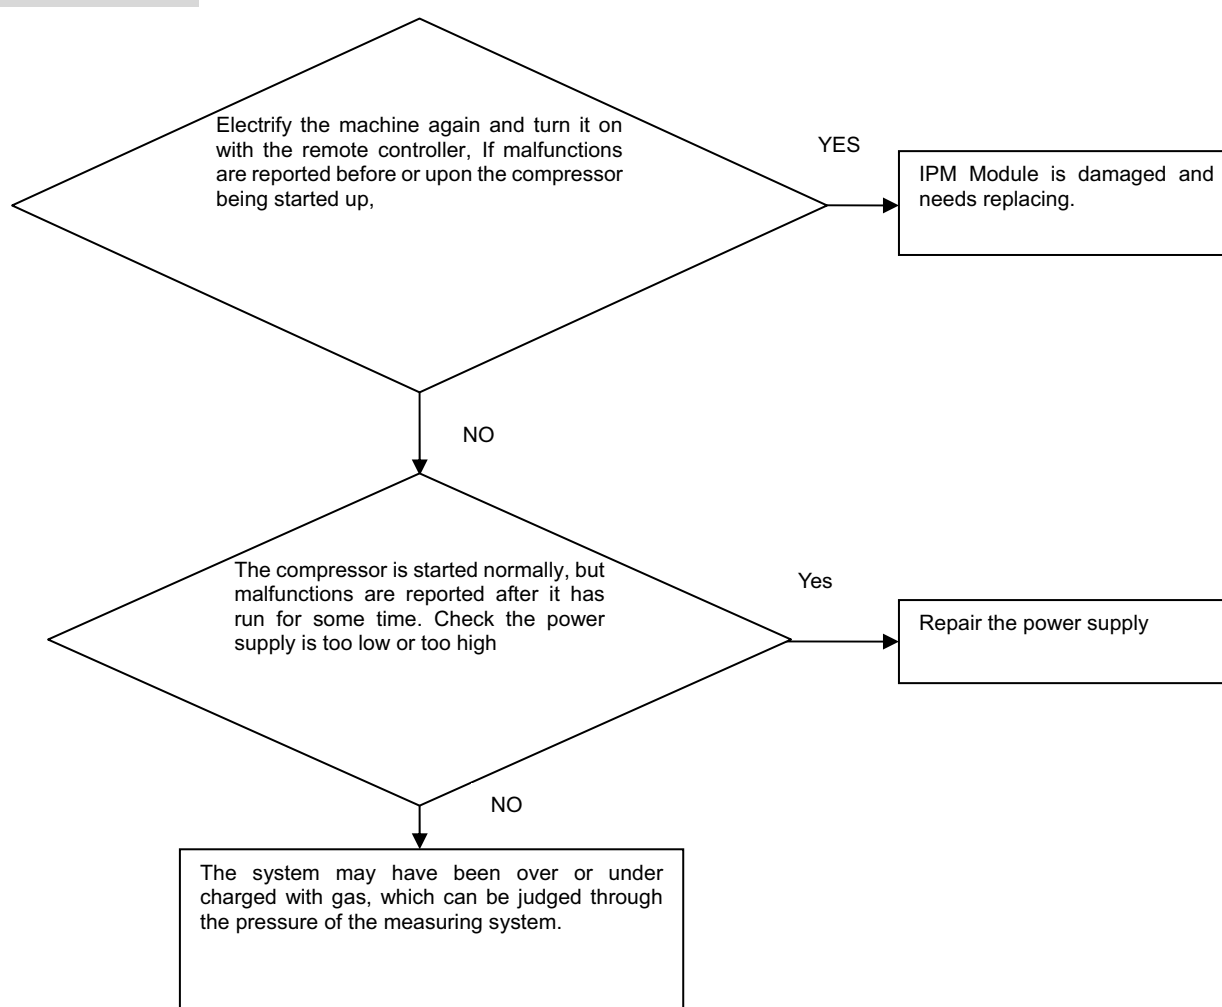 Electrify the machine again and turn it on
with the remote controller, If malfunctions
are reported before or upon the compressor
being started up,
YES
IPM Module is damaged and
needs replacing.
NO
The compressor is started normally, but
malfunctions are reported after it has
run for some time. Check the power
supply is too low or too high
Yes
Repair the power supply
NO
The system may have been over or under
charged with gas, which can be judged through
the pressure of the measuring system.